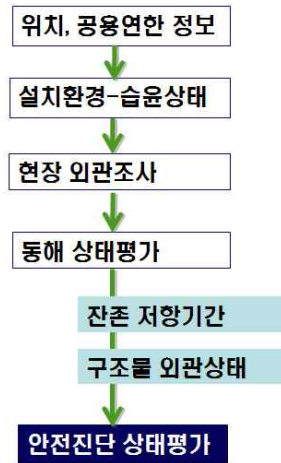 위치, 공용연한 정보
설치환경-습윤상태
현장 외관조사
동해 상태평가
잔존 저항기간
구조물 외관상태
안전진단 상태평가